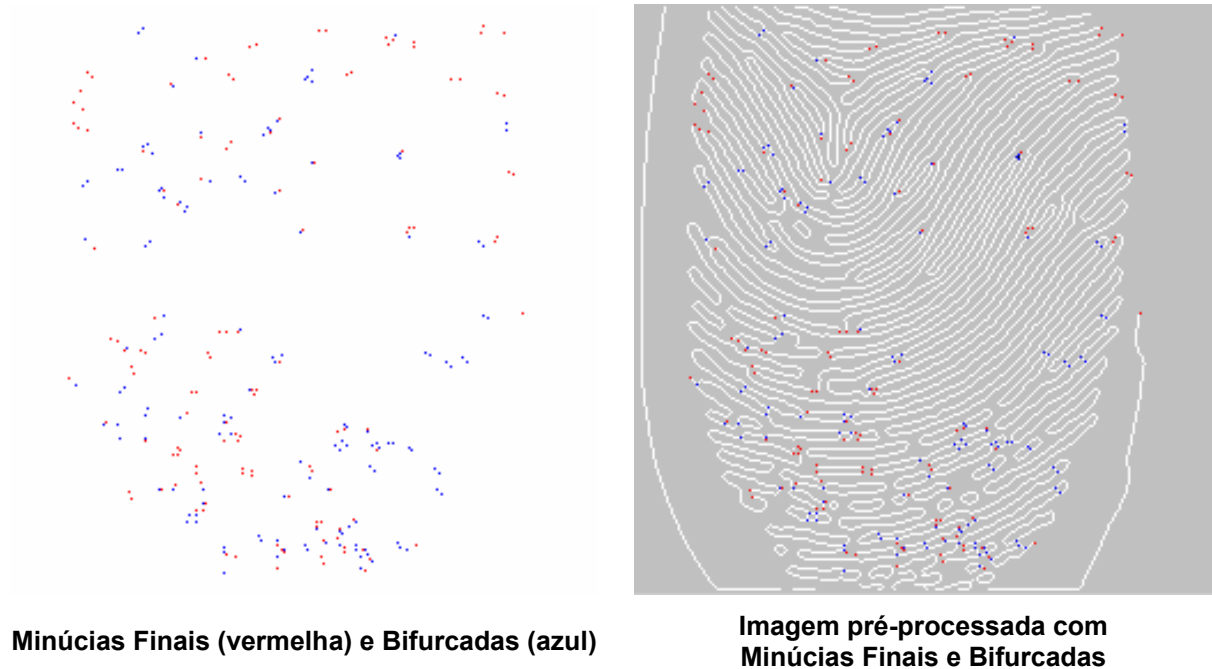 Minúcias Finais (vermelha) e Bifurcadas (azul)
Imagem pré-processada com
Minúcias Finais e Bifurcadas